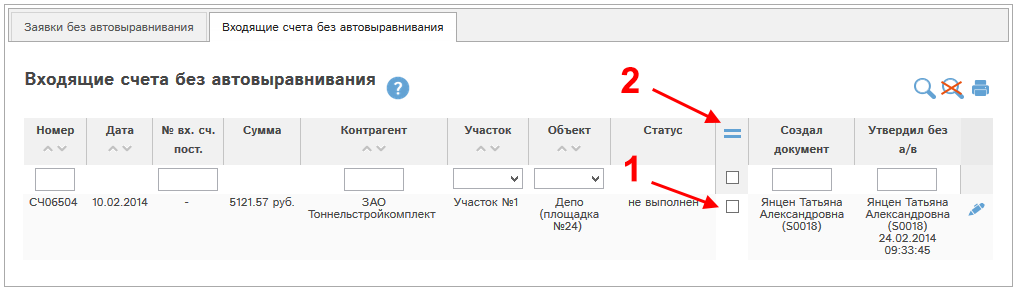 Заявки без автовыравнивания
Входящие счета без автовыравнивания
Входящие счета без автовыравнивания ?
2
Номер Дата № вх. сч. пост. Сумма Контрагент Участок Объект Статус Создал документ Утвердил без а/в
1
СЧ06504 10.02.2014 - 5121.57 руб. ЗАО Участок №1 Депо не выполнен Янцен Татьяна Янцен Татьяна
Тоннельстройкомплект (площадка Александровна Александровна
№24) (S0018) (S0018)
24.02.2014
09:33:45